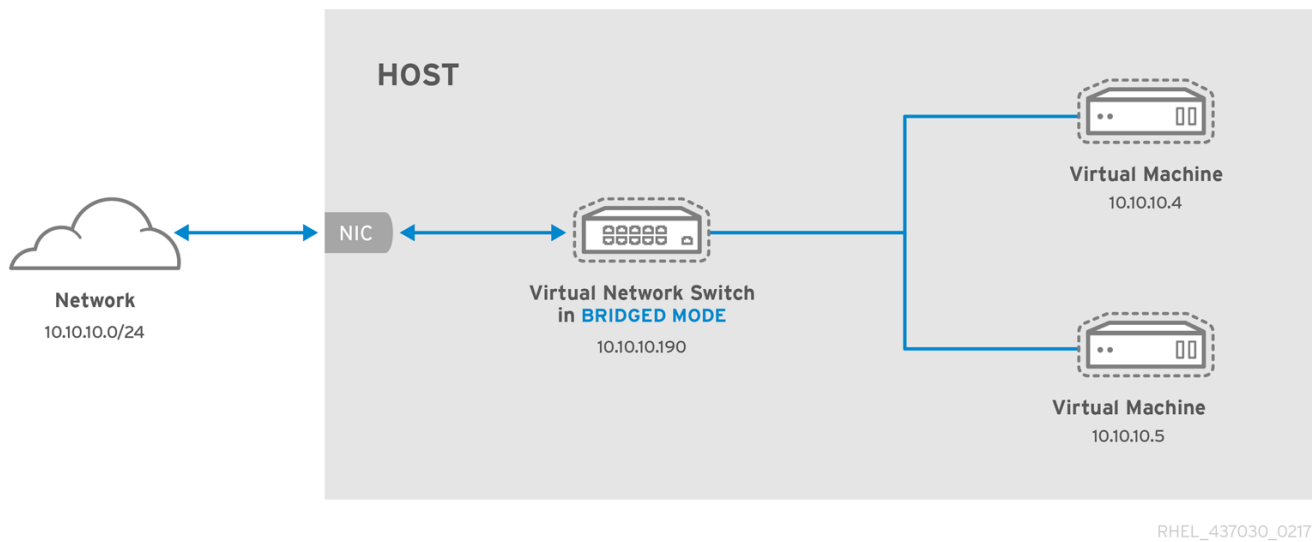 HOST
Virtual Machine
10.10.10.4
NIC
Network
10.10.10.0/24
Virtual Network Switch
in BRIDGED MODE
10.10.10.190
Virtual Machine
10.10.10.5
RHEL_437030_0217